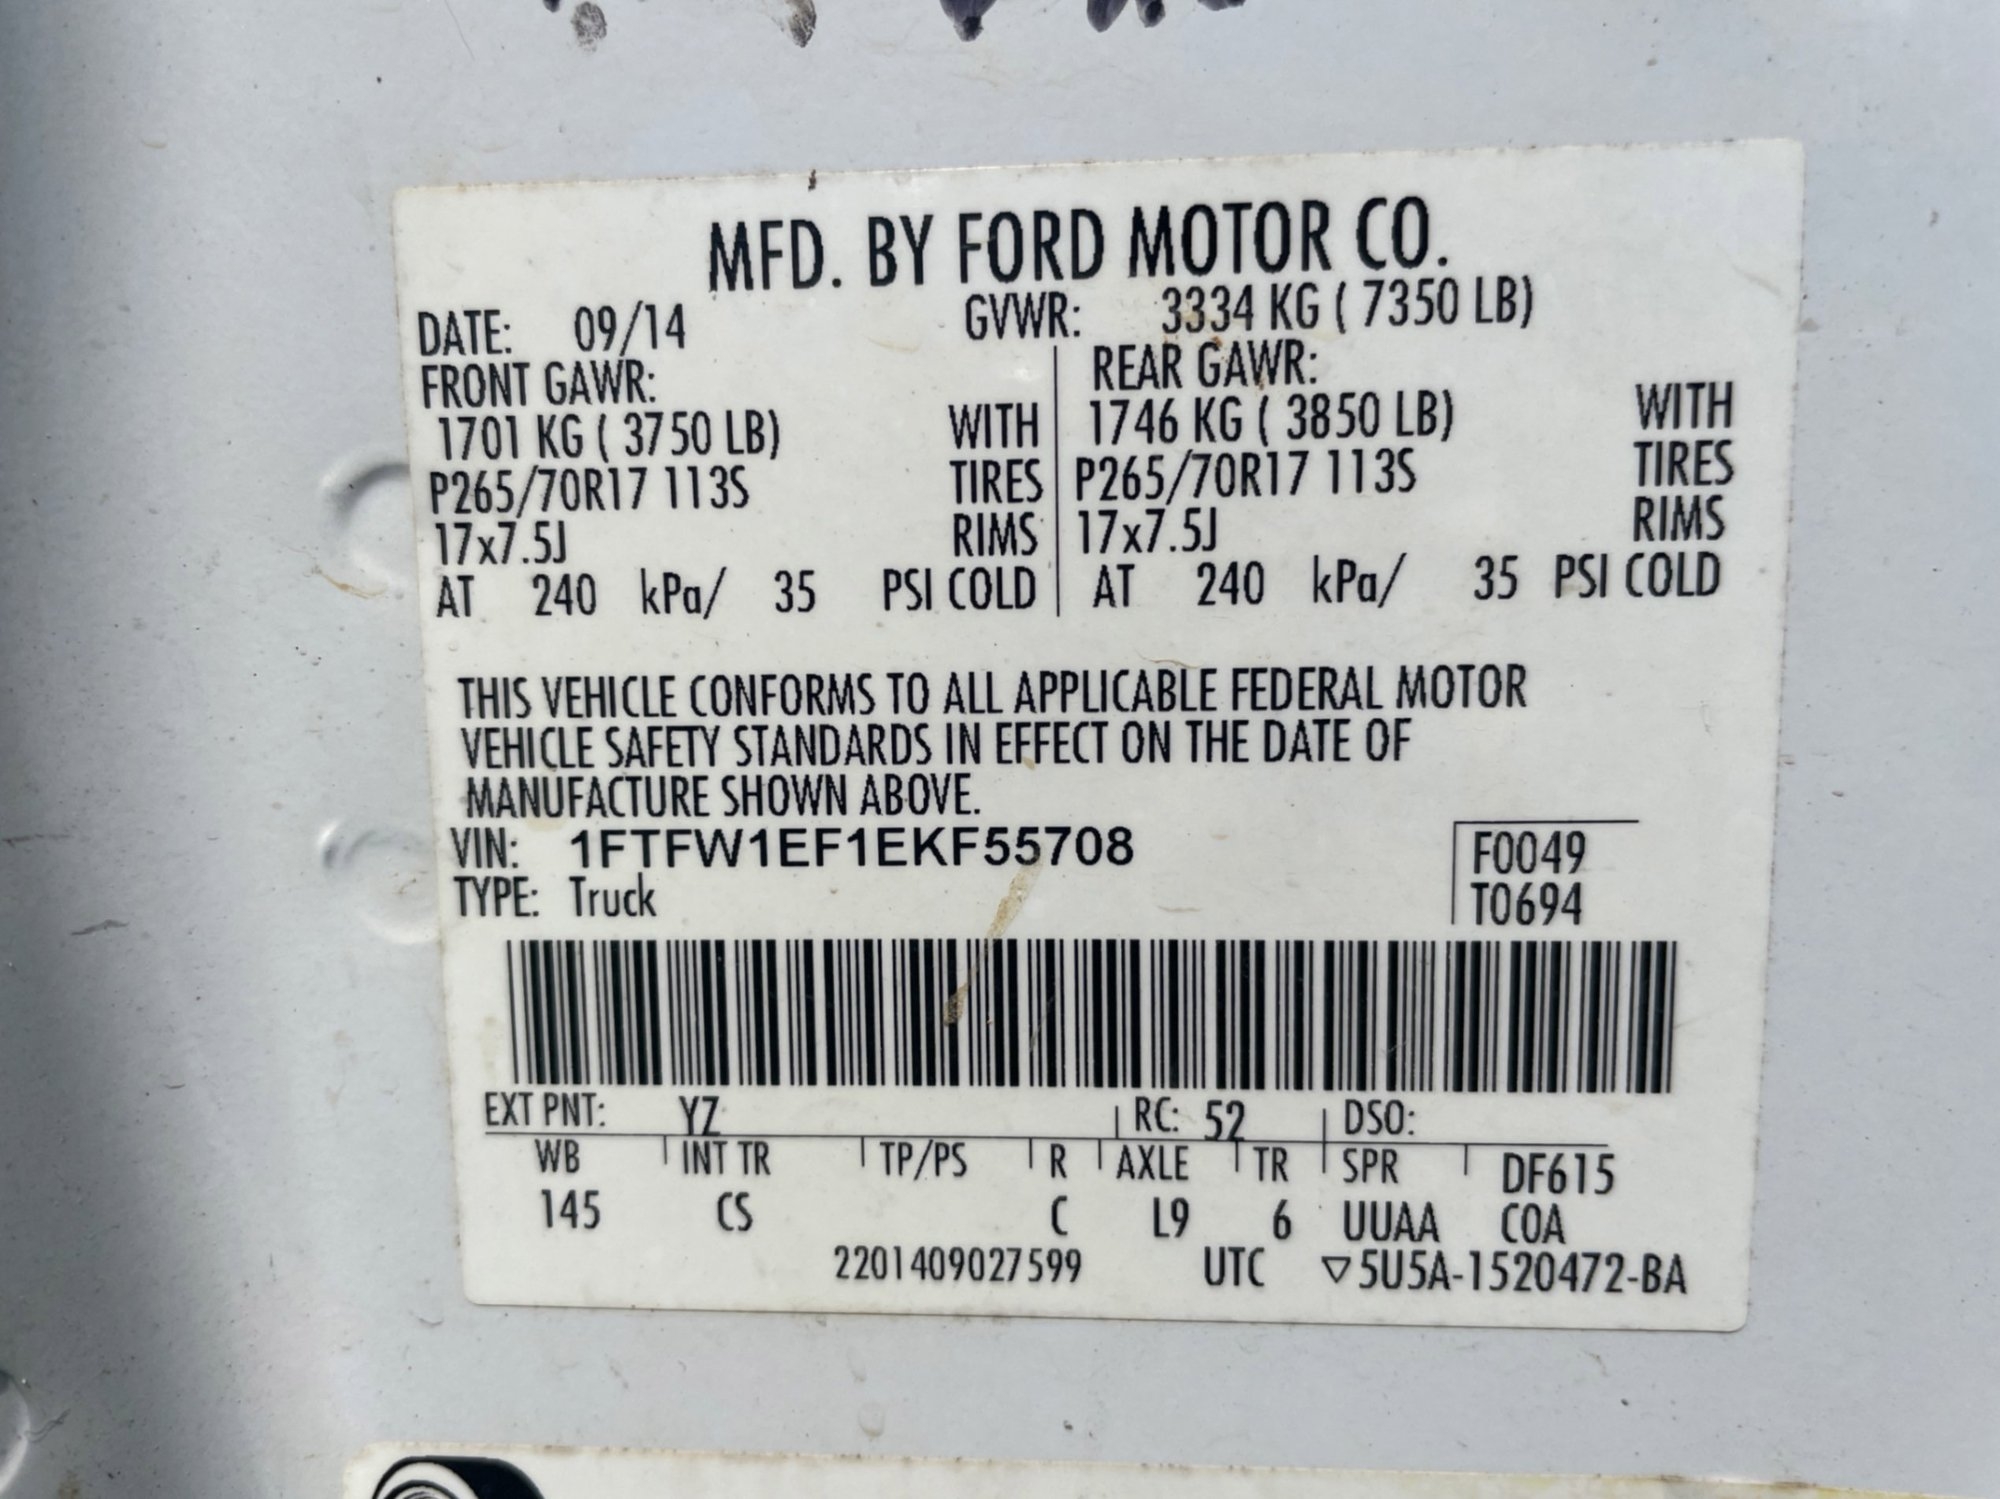 MFD. BY FORD MOTOR CO.
DATE: 09/14 GVWR: 3334 KG ( 7350 LB)
FRONT GAWR: REAR GAWR:
1701 KG ( 3750 LB) WITH 1746 KG ( 3850 LB) WITH
P265/70R17 113S TIRES P265/70R17 113S TIRES
17x7.5J RIMS 17x7.5J RIMS
AT 240 kPa/ 35 PSI COLD AT 240 kPa/ 35 PSI COLD
THIS VEHICLE CONFORMS TO ALL APPLICABLE FEDERAL MOTOR
VEHICLE SAFETY STANDARDS IN EFFECT ON THE DATE OF
MANUFACTURE SHOWN ABOVE.
VIN: 1FTFW1EF1EKF55708 F0049
TYPE: Truck T0694
EXT PNT: YZ RC: 52 DSO:
WB INT TR TP/PS R AXLE TR SPR DF615
145 CS C L9 6 UUAA COA
2201409027599 UTC ▽5U5A-1520472-BA